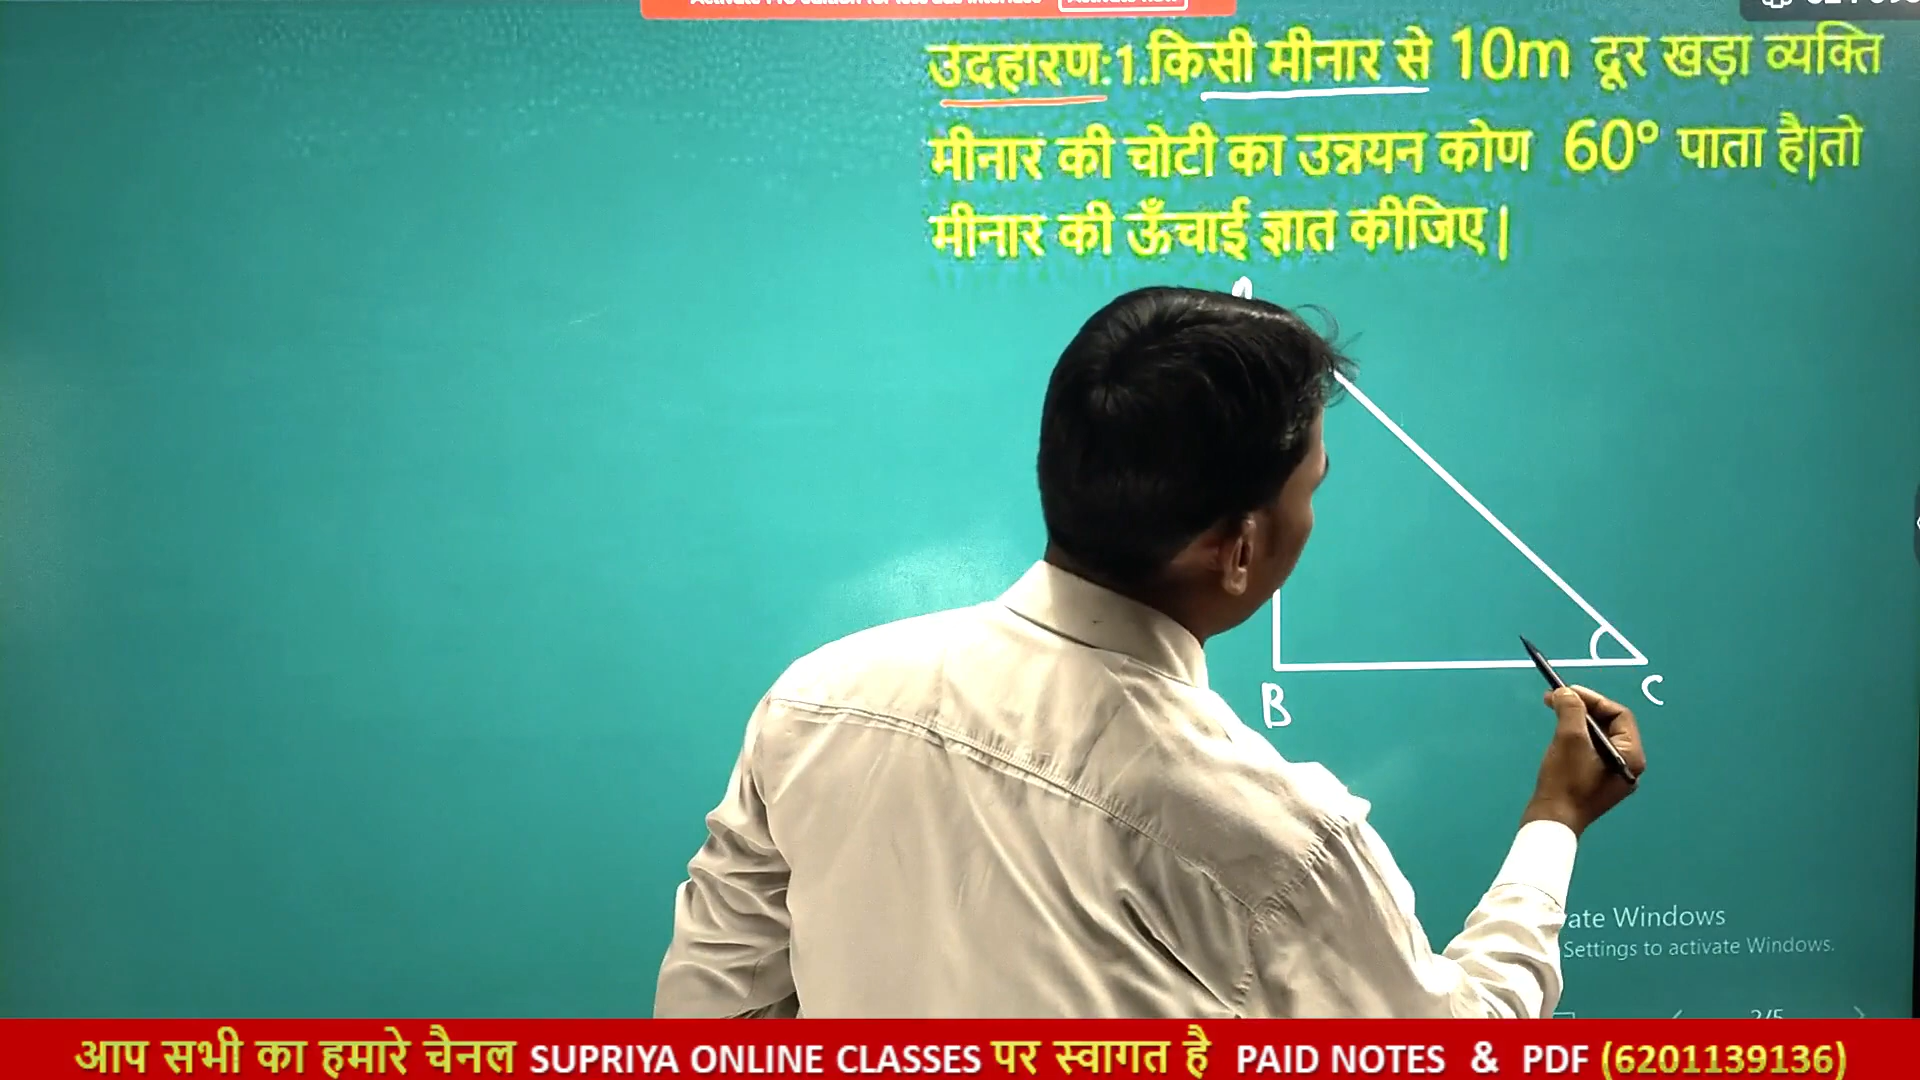 उदहारण:1.किसी मीनार से 10m दूर खड़ा व्यक्ति
मीनार की चोटी का उन्नयन कोण 60° पाता है|तो
मीनार की ऊँचाई ज्ञात कीजिए|
B
C
ate Windows
Settings to activate Windows.
आप सभी का हमारे चैनल SUPRIYA ONLINE CLASSES पर स्वागत है PAID NOTES & PDF (6201139136)